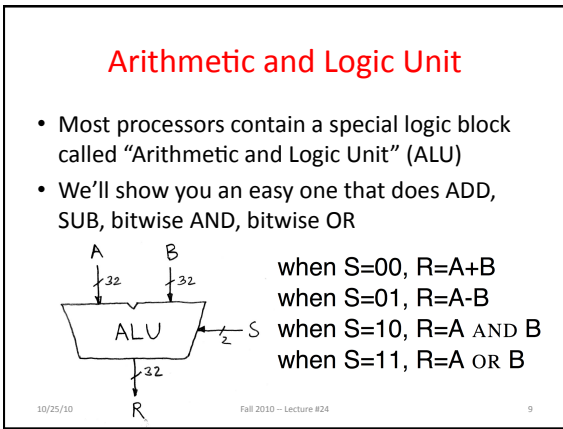 Arithmetic and Logic Unit
• Most processors contain a special logic block
called “Arithmetic and Logic Unit” (ALU)
• We’ll show you an easy one that does ADD,
SUB, bitwise AND, bitwise OR
A B
32 32
ALU
2 S
32
R
when S=00, R=A+B
when S=01, R=A-B
when S=10, R=A AND B
when S=11, R=A OR B
10/25/10 Fall 2010 -- Lecture #24 9